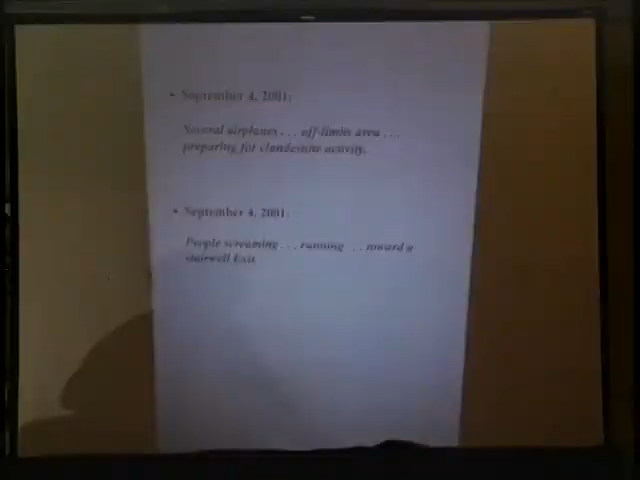 • September 4, 2001:
Several airplanes . . . off-limits area . . .
preparing for clandestine activity.
• September 4, 2001:
People screaming . . . running . . . toward a
stairwell Exit